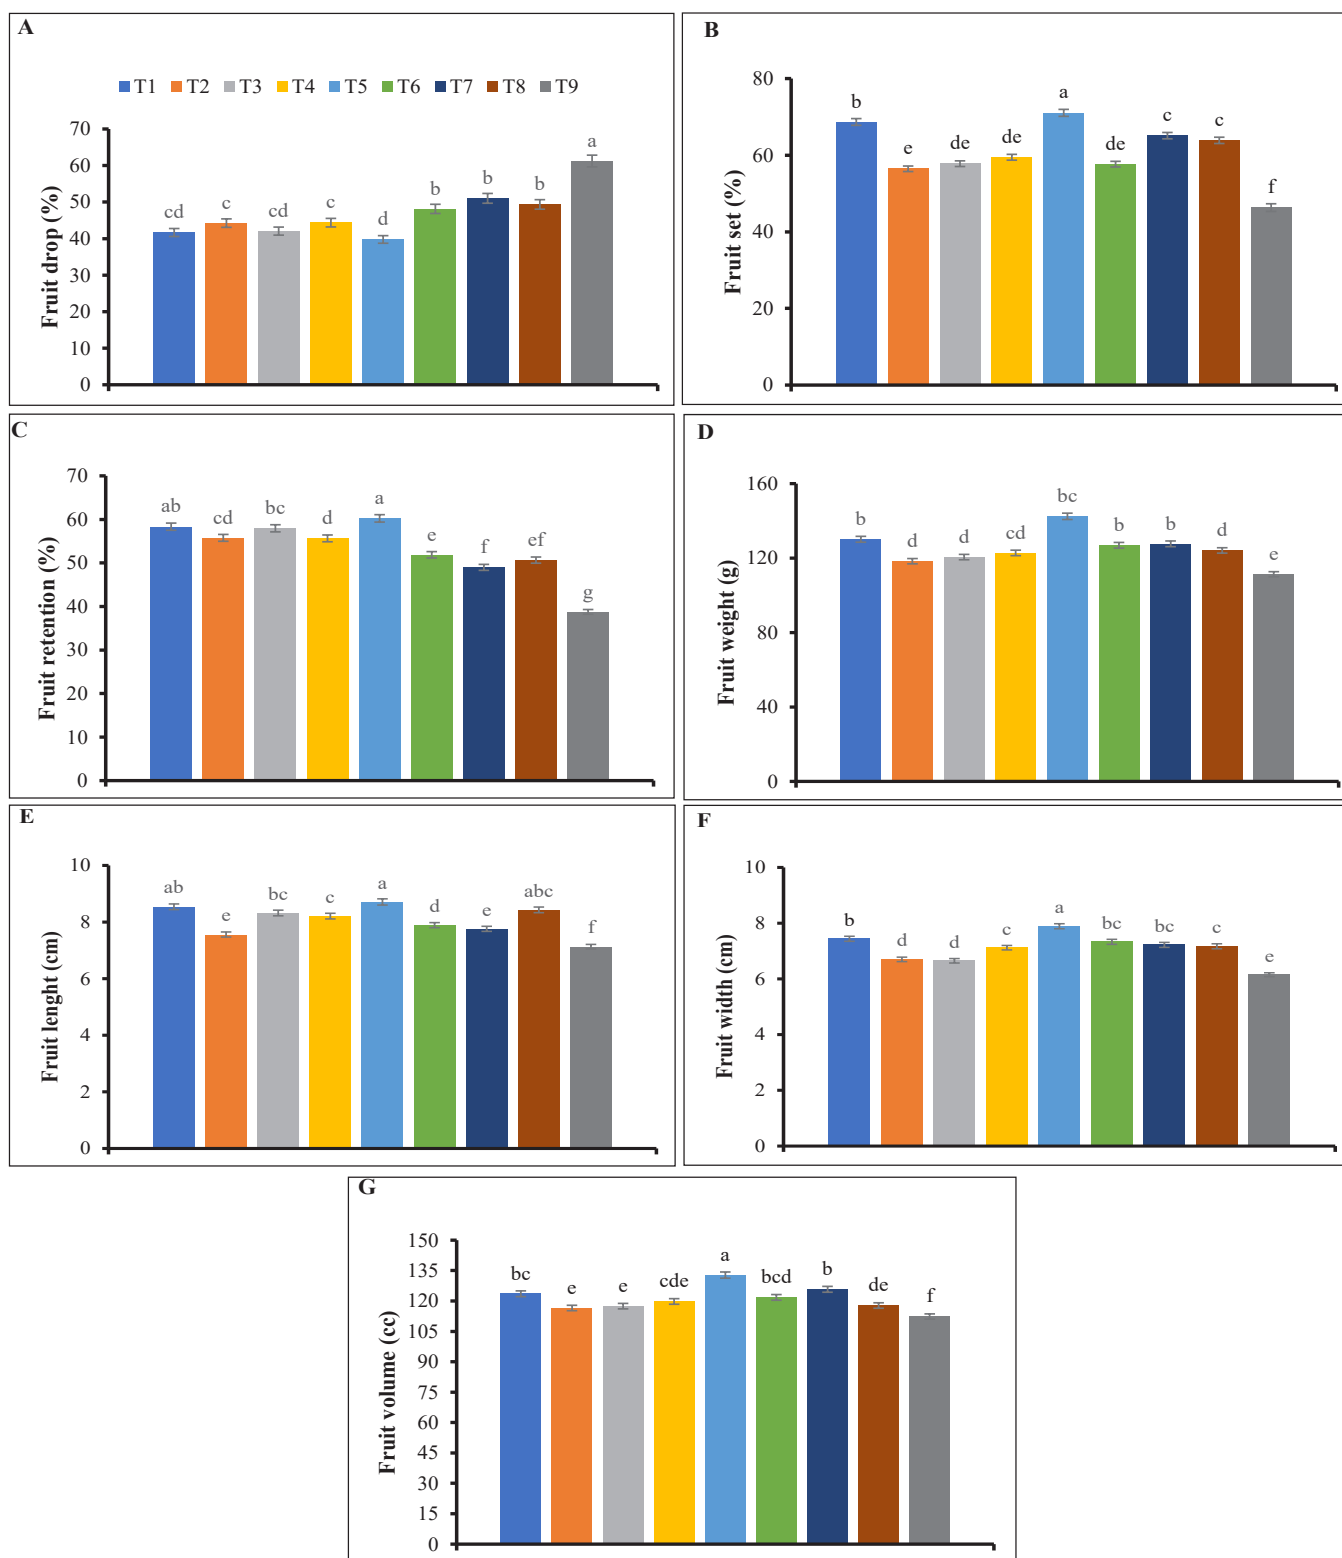 A
T1 T2 T3 T4 T5 T6 T7 T8 T9
Fruit drop (%)
70
60
50
40
30
20
10
0
cd c cd c d b b b a
B
Fruit set (%)
80
60
40
20
0
b e de de a de c c f
C
Fruit retention (%)
70
60
50
40
30
20
10
0
ab cd bc d a e f ef g
D
Fruit weight (g)
160
120
80
40
0
b d d cd bc b b d e
E
Fruit lenght (cm)
10
8
6
4
2
0
ab e bc c a d e abc f
F
Fruit width (cm)
10
8
6
4
2
0
b d d c a bc bc c e
G
Fruit volume (cc)
150
135
120
105
90
75
60
45
30
15
0
bc e e cde a bcd b de f